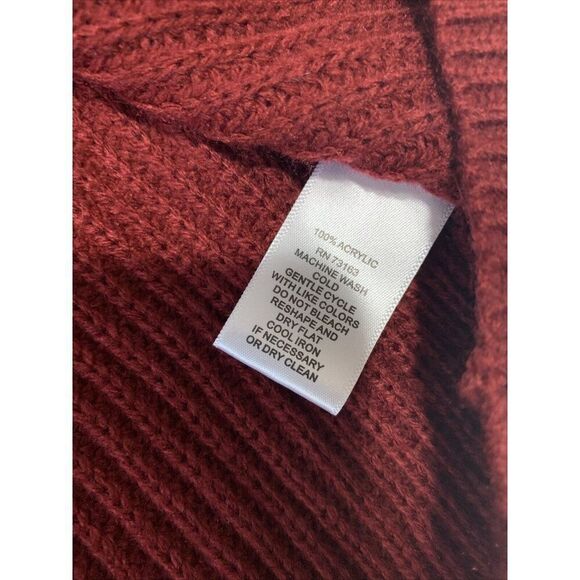 100% ACRYLIC
RN 73163
MACHINE WASH
COLD
GENTLE CYCLE
WITH LIKE COLORS
DO NOT BLEACH
RESHAPE AND
DRY FLAT
COOL IRON
IF NECESSARY
OR DRY CLEAN